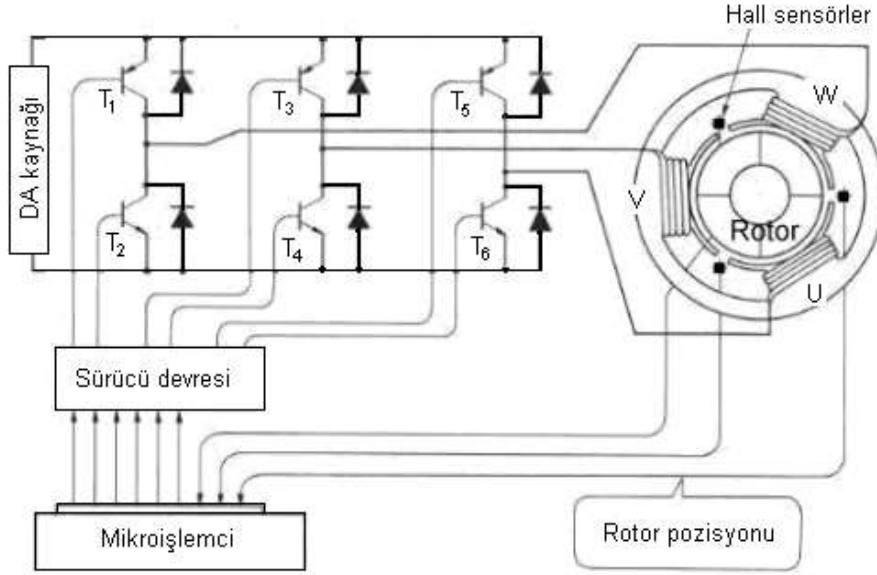 Hall sensörler
DA kaynağı
T1
T3
T5
W
V
Rotor
U
T2
T4
T6
Sürücü devresi
Mikroişlemci
Rotor pozisyonu